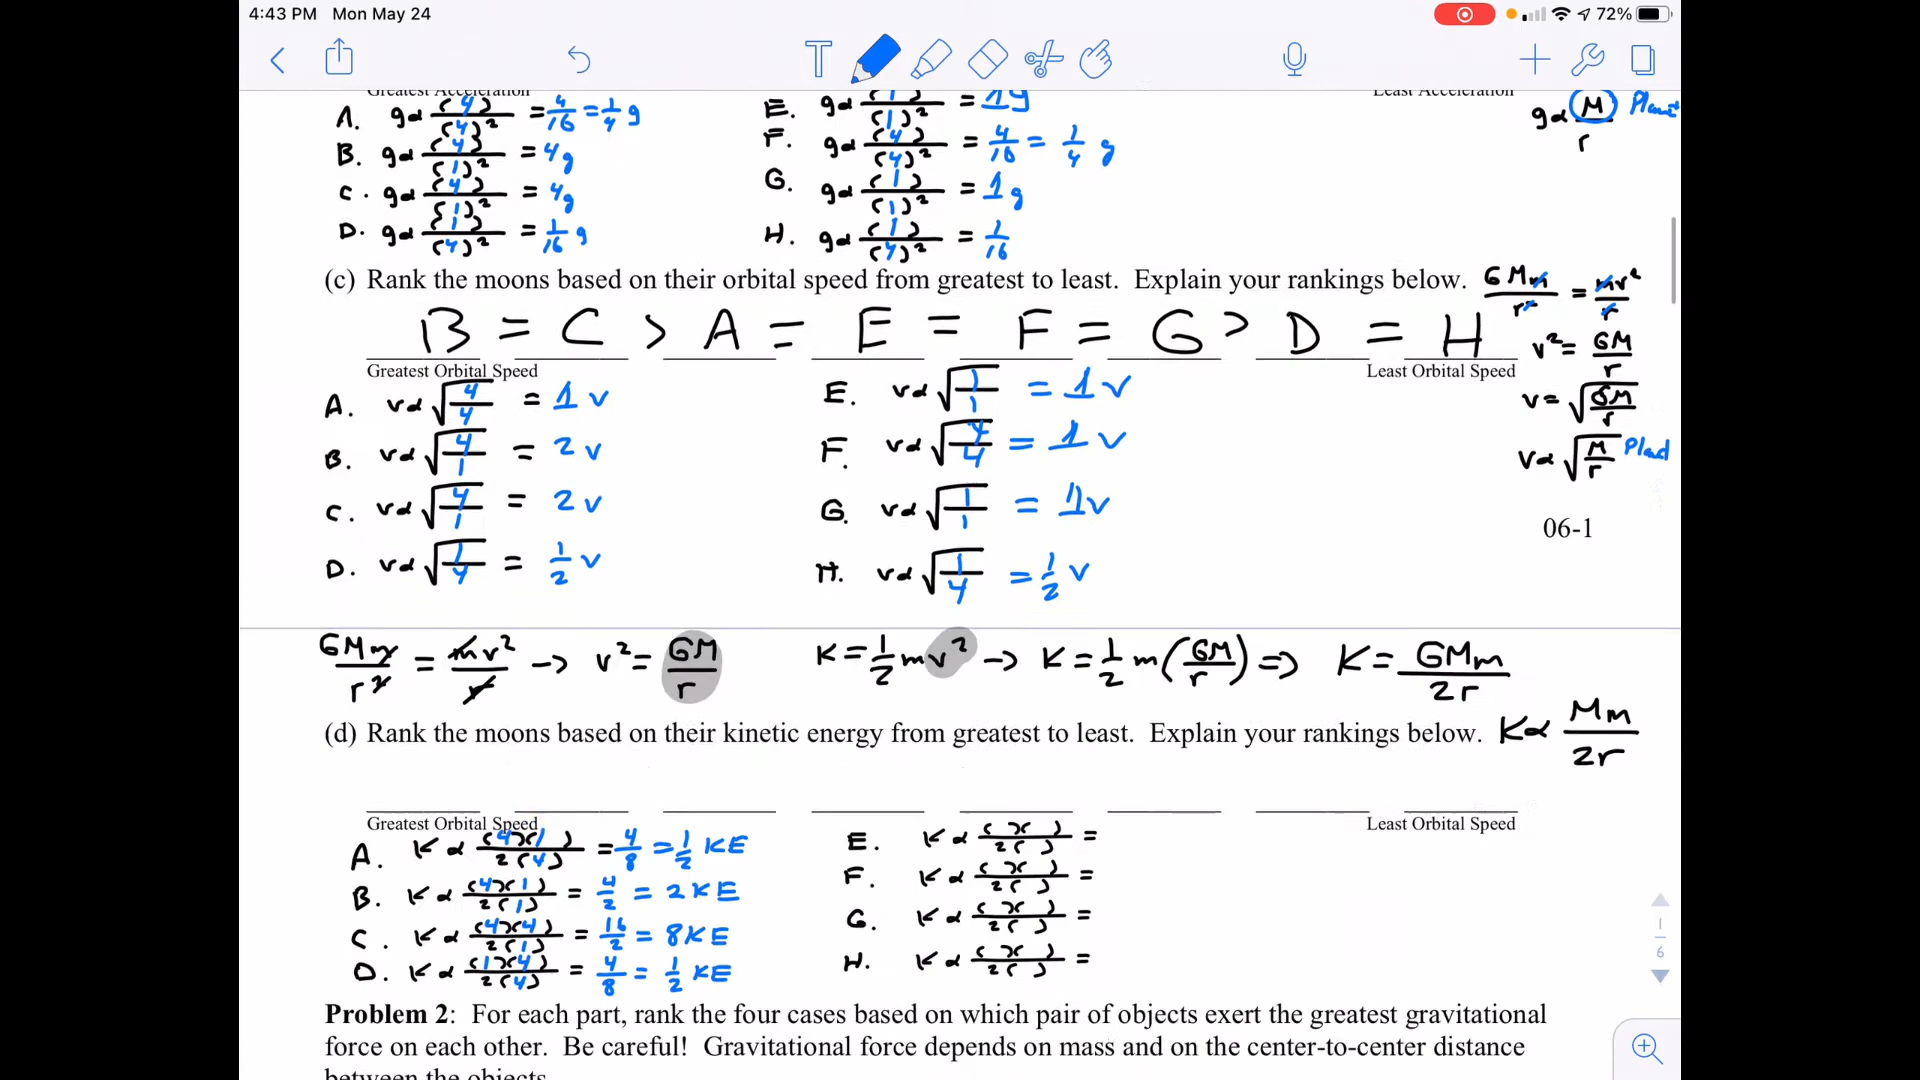 4:43 PM Mon May 24 72%
T
Greatest Acceleration Least Acceleration
A. g∝ (4)/(4)² = 4/16 = 1/4 g E. g∝ (1)/(1)² = 1g g∝ M/r Planet
B. g∝ (4)/(1)² = 4g F. g∝ (4)/(4)² = 4/16 = 1/4 g
C. g∝ (4)/(1)² = 4g G. g∝ (1)/(1)² = 1g
D. g∝ (1)/(4)² = 1/16 g H. g∝ (1)/(4)² = 1/16
(c) Rank the moons based on their orbital speed from greatest to least. Explain your rankings below. GMm/r² = mv²/r
B = C > A = E = F = G > D = H v² = GM/r
Greatest Orbital Speed Least Orbital Speed
A. v∝ √4/4 = 1v E. v∝ √1/1 = 1v v = √GM/r
B. v∝ √4/1 = 2v F. v∝ √4/4 = 1v v∝ √M/r
C. v∝ √4/1 = 2v G. v∝ √1/1 = 1v
06-1
D. v∝ √1/4 = 1/2 v H. v∝ √1/4 = 1/2 v
GMm/r² = mv²/r → v² = GM/r K = 1/2 mv² → K = 1/2 m(GM/r) ⇒ K = GMm/2r
(d) Rank the moons based on their kinetic energy from greatest to least. Explain your rankings below. K∝ Mm/2r
Greatest Orbital Speed Least Orbital Speed
A. K∝ (4)(1)/2(4) = 4/8 = 1/2 KE E. K∝ ( )( )/2( ) =
B. K∝ (4)(1)/2(1) = 4/2 = 2KE F. K∝ ( )( )/2( ) =
C. K∝ (4)(4)/2(1) = 16/2 = 8KE G. K∝ ( )( )/2( ) =
D. K∝ (1)(4)/2(4) = 4/8 = 1/2 KE H. K∝ ( )( )/2( ) =
1
6
Problem 2: For each part, rank the four cases based on which pair of objects exert the greatest gravitational
force on each other. Be careful! Gravitational force depends on mass and on the center-to-center distance
between the objects.